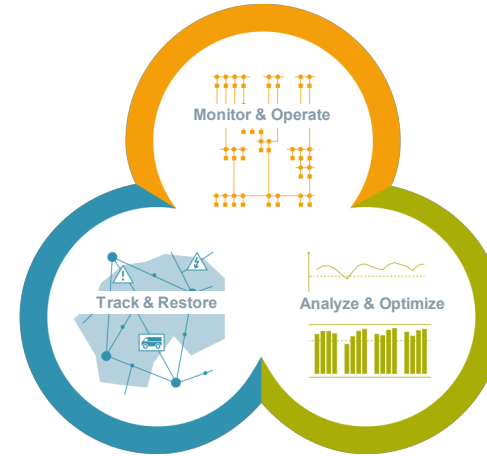 Monitor & Operate
Track & Restore
Analyze & Optimize